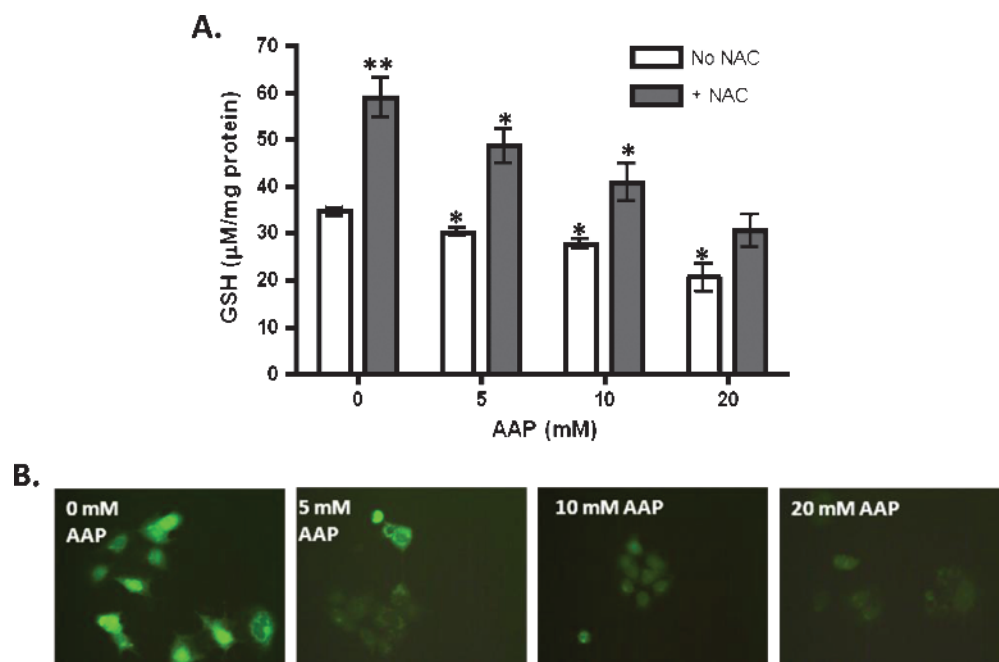 A.
70
60
50
40
30
20
10
0
GSH (µM/mg protein)
**
*
*
*
*
*
No NAC
+ NAC
0 5 10 20
AAP (mM)
B.
0 mM
AAP
5 mM
AAP
10 mM AAP
20 mM AAP